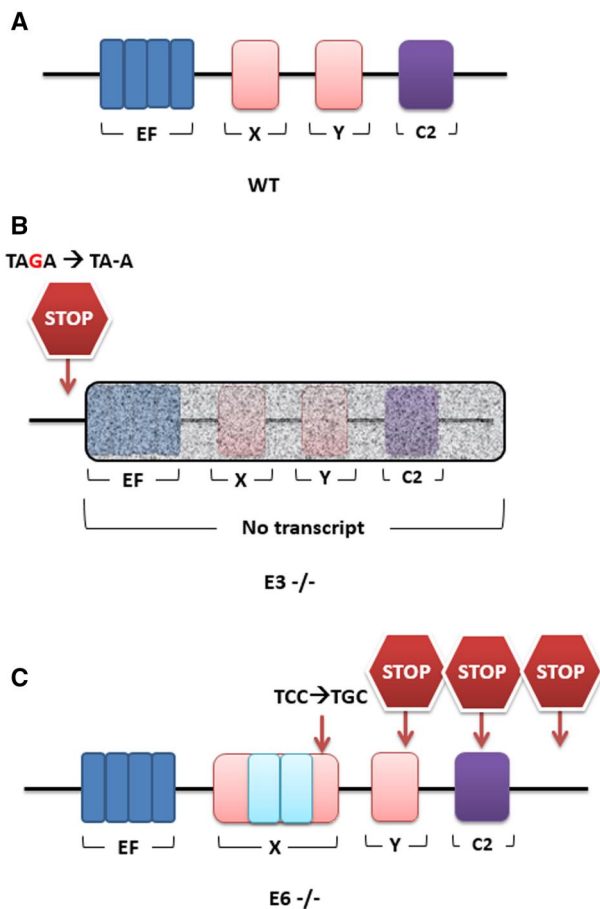 A
EF X Y C2
WT
B
TAGA → TA-A
STOP
EF X Y C2
No transcript
E3 -/-
C
STOP STOP STOP
TCC→TGC
EF X Y C2
E6 -/-